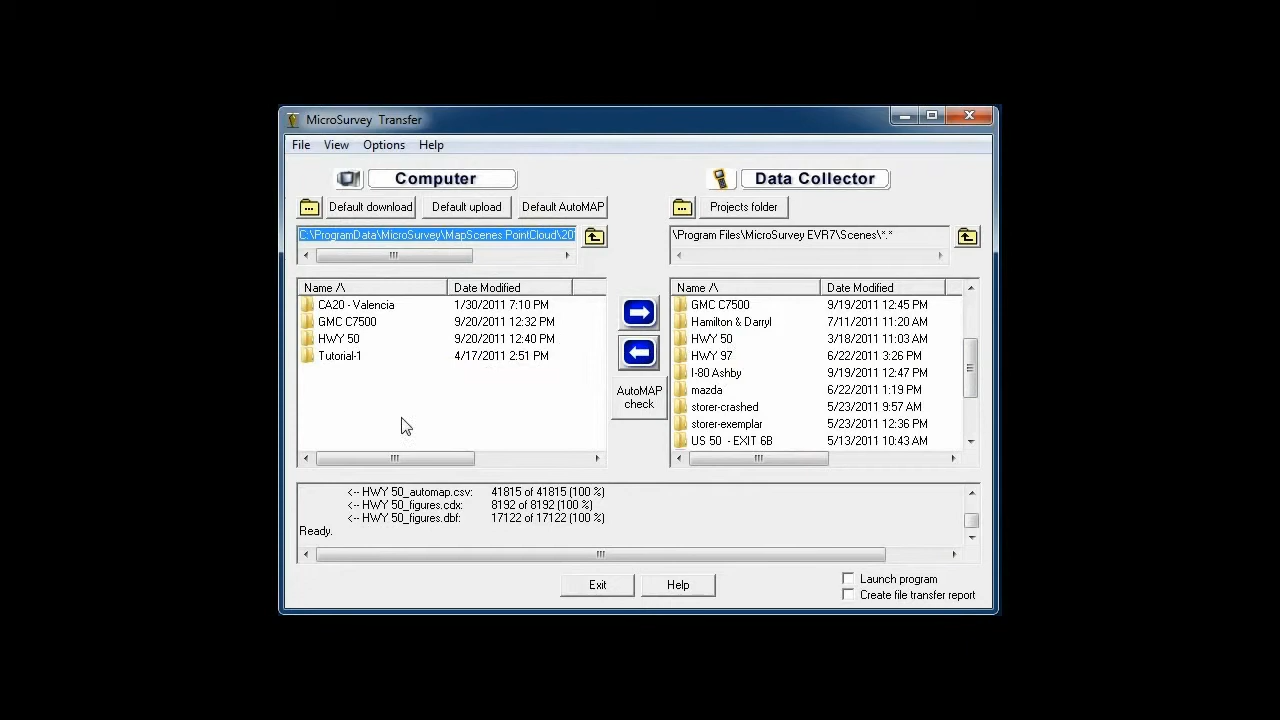 MicroSurvey Transfer
File View Options Help
Computer
Data Collector
Default download Default upload Default AutoMAP
Projects folder
C:\ProgramData\MicroSurvey\MapScenes PointCloud\20
\Program Files\MicroSurvey EVR7\Scenes\*.*
Name /\ Date Modified
CA20 - Valencia 1/30/2011 7:10 PM
GMC C7500 9/20/2011 12:32 PM
HWY 50 9/20/2011 12:40 PM
Tutorial-1 4/17/2011 2:51 PM
AutoMAP
check
Name /\ Date Modified
GMC C7500 9/19/2011 12:45 PM
Hamilton & Darryl 7/11/2011 11:20 AM
HWY 50 3/18/2011 11:03 AM
HWY 97 6/22/2011 3:26 PM
I-80 Ashby 9/19/2011 12:47 PM
mazda 6/22/2011 1:19 PM
storer-crashed 5/23/2011 9:57 AM
storer-exemplar 5/23/2011 12:36 PM
US 50 - EXIT 6B 5/13/2011 10:43 AM
<-- HWY 50_automap.csv: 41815 of 41815 (100 %)
<-- HWY 50_figures.cdx: 8192 of 8192 (100 %)
<-- HWY 50_figures.dbf: 17122 of 17122 (100 %)
Ready.
Exit Help
Launch program
Create file transfer report